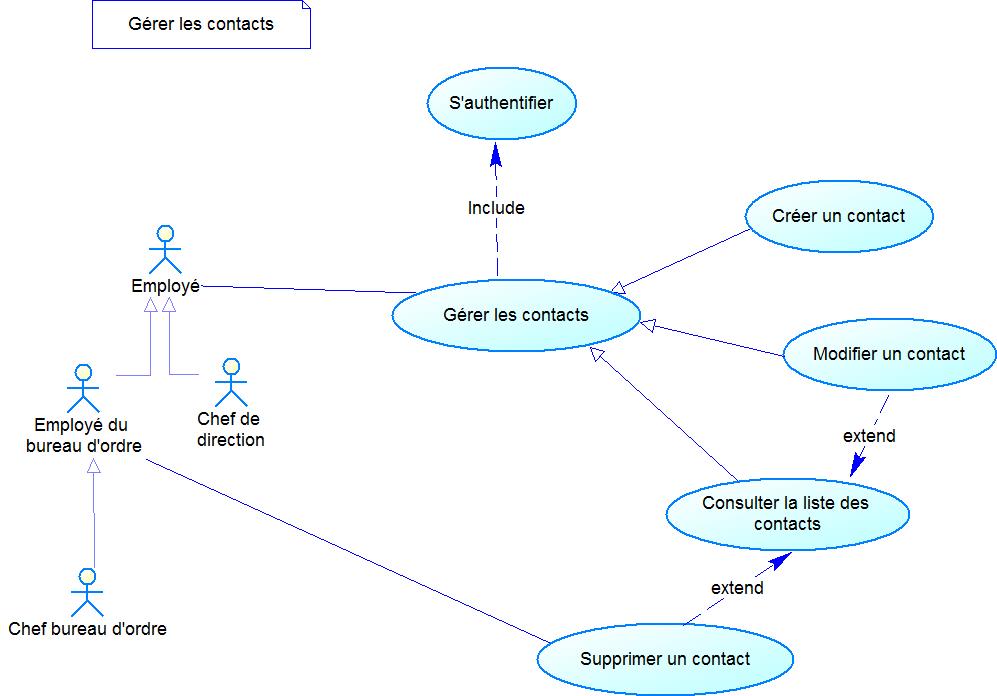 Gérer les contacts
S'authentifier
Include
Créer un contact
Employé
Gérer les contacts
Modifier un contact
Employé du
bureau d'ordre
Chef de
direction
extend
Consulter la liste des
contacts
extend
Chef bureau d'ordre
Supprimer un contact